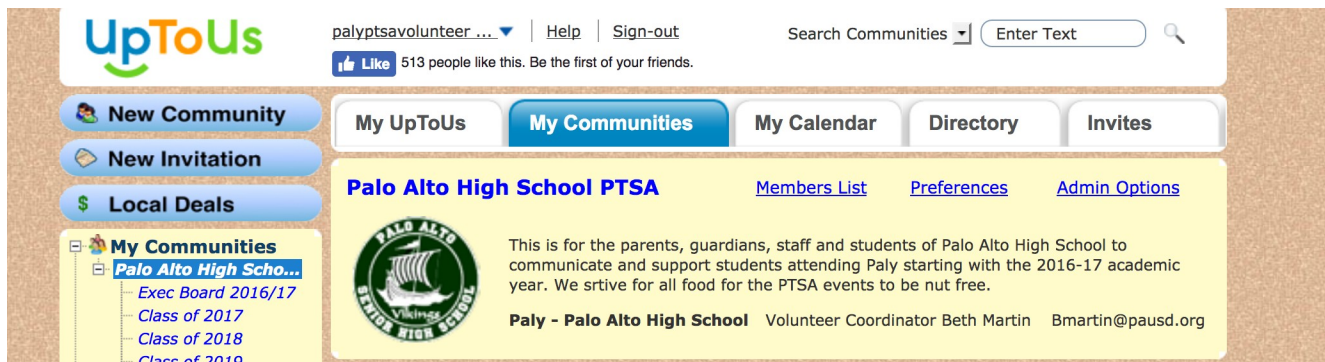 UpToUs
palyptsavolunteer ... Help Sign-out
Search Communities Enter Text
Like 513 people like this. Be the first of your friends.
New Community
New Invitation
$ Local Deals
My UpToUs My Communities My Calendar Directory Invites
My Communities
Palo Alto High Scho...
Exec Board 2016/17
Class of 2017
Class of 2018
Class of 2019
Palo Alto High School PTSA Members List Preferences Admin Options
PALO ALTO
Vikings
SENIOR HIGH SCHOOL
This is for the parents, guardians, staff and students of Palo Alto High School to
communicate and support students attending Paly starting with the 2016-17 academic
year. We srtive for all food for the PTSA events to be nut free.
Paly - Palo Alto High School Volunteer Coordinator Beth Martin Bmartin@pausd.org